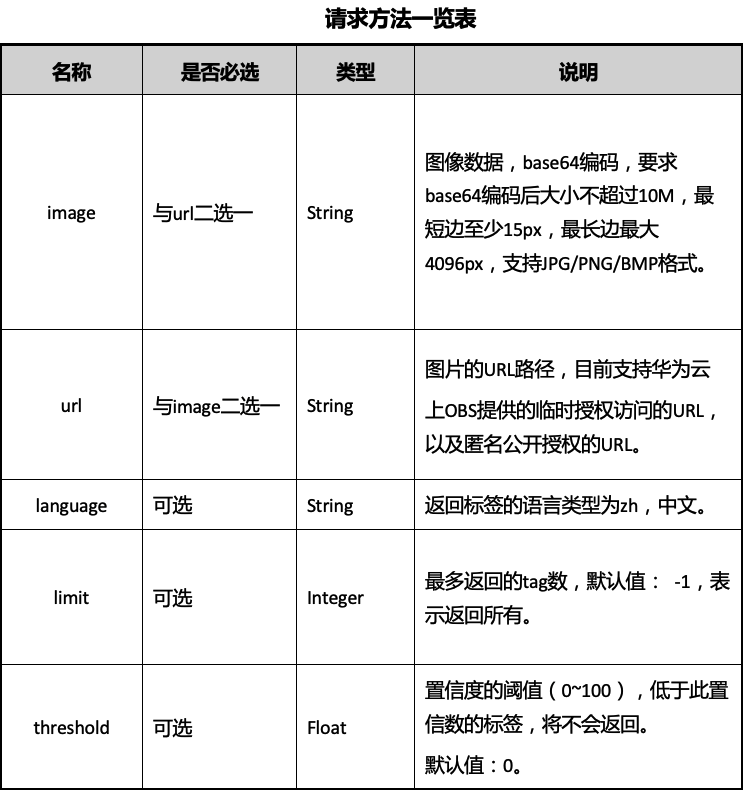 请求方法一览表
名称 是否必选 类型 说明
image 与url二选一 String 图像数据，base64编码，要求
base64编码后大小不超过10M，最
短边至少15px，最长边最大
4096px，支持JPG/PNG/BMP格式。
url 与image二选一 String 图片的URL路径，目前支持华为云
上OBS提供的临时授权访问的URL，
以及匿名公开授权的URL。
language 可选 String 返回标签的语言类型为zh，中文。
limit 可选 Integer 最多返回的tag数，默认值： -1，表
示返回所有。
threshold 可选 Float 置信度的阈值（0~100），低于此置
信数的标签，将不会返回。
默认值：0。